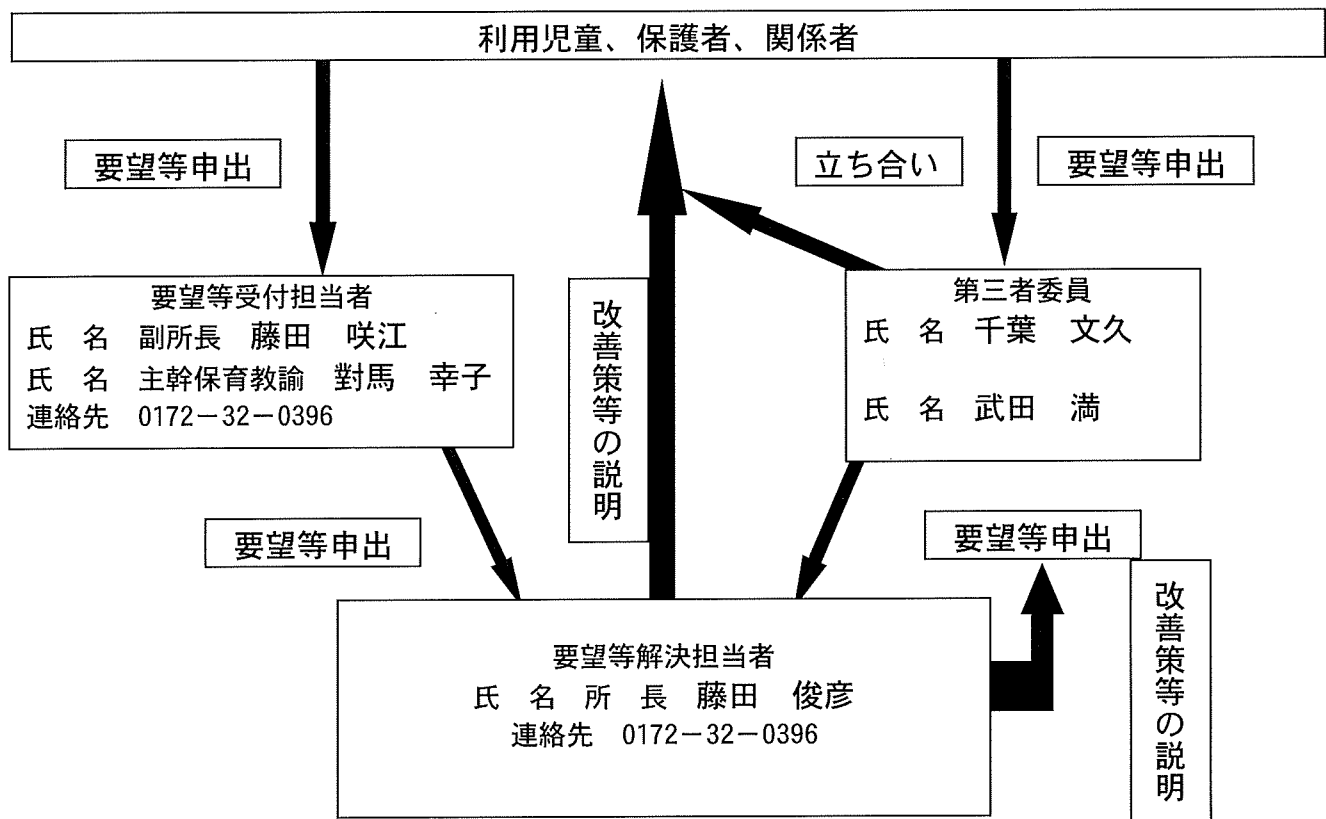 利用児童、保護者、関係者
要望等申出
立ち合い
要望等申出
要望等受付担当者
氏　名　副所長　藤田　咲江
氏　名　主幹保育教諭　對馬　幸子
連絡先　0172－32－0396
改善策等の説明
第三者委員
氏　名　千葉　文久
氏　名　武田　満
要望等申出
要望等申出
改善策等の説明
要望等解決担当者
氏　名　所　長　藤田　俊彦
連絡先　0172－32－0396